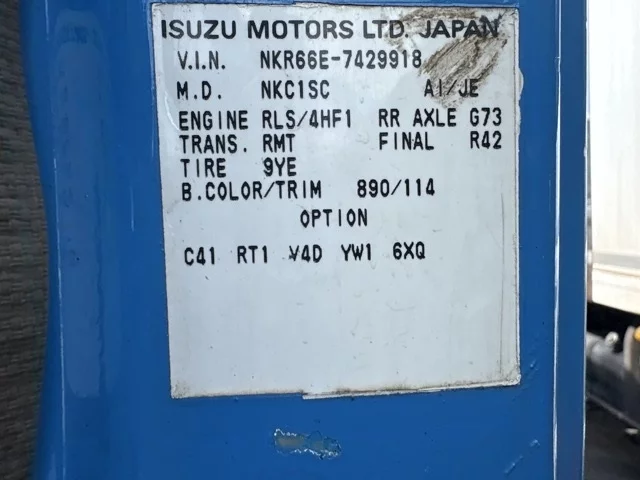 ISUZU MOTORS LTD. JAPAN
V.I.N. NKR66E-7429918
M.D. NKC1SC AI/JE
ENGINE RLS/4HF1 RR AXLE G73
TRANS. RMT FINAL R42
TIRE 9YE
B.COLOR/TRIM 890/114
OPTION
C41 RT1 V4D YW1 6XQ